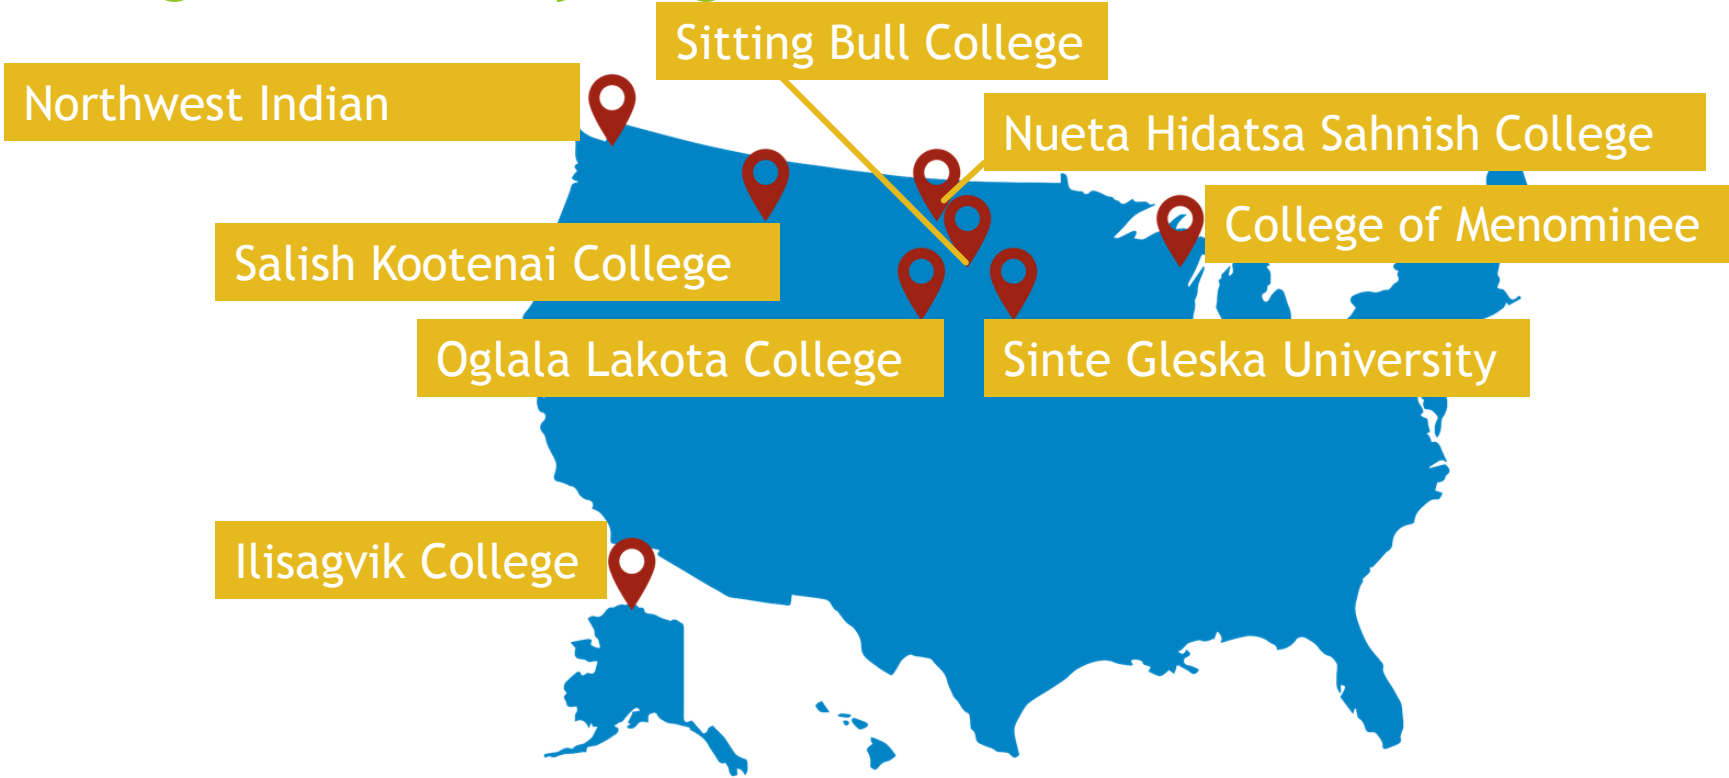 Sitting Bull College
Northwest Indian
Nueta Hidatsa Sahnish College
College of Menominee
Salish Kootenai College
Oglala Lakota College
Sinte Gleska University
Ilisagvik College